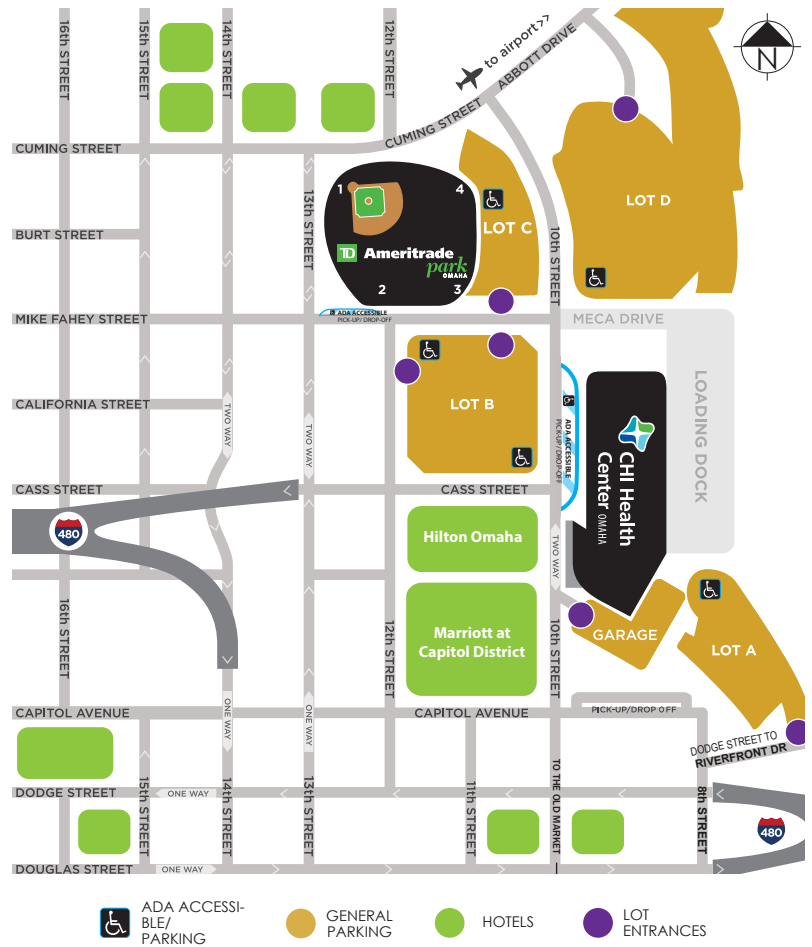 16th STREET
15th STREET
14th STREET
12th STREET
to airport>>
ABBOTT DRIVE
N
CUMING STREET
CUMING STREET
13th STREET
1
4
LOT C
LOT D
BURT STREET
TD Ameritrade
park
OMAHA
2
3
10th STREET
MIKE FAHEY STREET
ADA ACCESSIBLE
PICK-UP/ DROP-OFF
MECA DRIVE
LOADING DOCK
CALIFORNIA STREET
TWO WAY
TWO WAY
LOT B
ADA ACCESSIBLE
PICK-UP/ DROP-OFF
CHI Health
Center OMAHA
CASS STREET
CASS STREET
480
Hilton Omaha
TWO WAY
16th STREET
12th STREET
Marriott at
Capitol District
10th STREET
GARAGE
LOT A
CAPITOL AVENUE
ONE WAY
ONE WAY
CAPITOL AVENUE
PICK-UP/DROP OFF
DODGE STREET TO
RIVERFRONT DR
15th STREET
14th STREET
13th STREET
11th STREET
TO THE OLD MARKET
8th STREET
DODGE STREET
ONE WAY
480
DOUGLAS STREET
ONE WAY
ADA ACCESSI-
BLE/
PARKING
GENERAL
PARKING
HOTELS
LOT
ENTRANCES